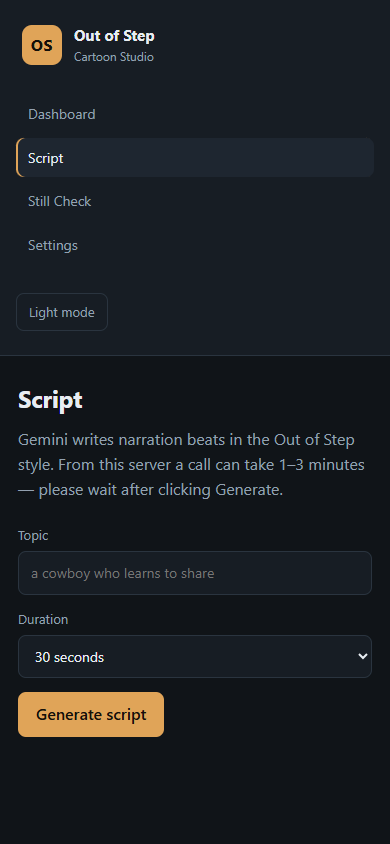 OS
Out of Step
Cartoon Studio
Dashboard
Script
Still Check
Settings
Light mode
Script
Gemini writes narration beats in the Out of Step
style. From this server a call can take 1–3 minutes
— please wait after clicking Generate.
Topic
a cowboy who learns to share
Duration
30 seconds
Generate script